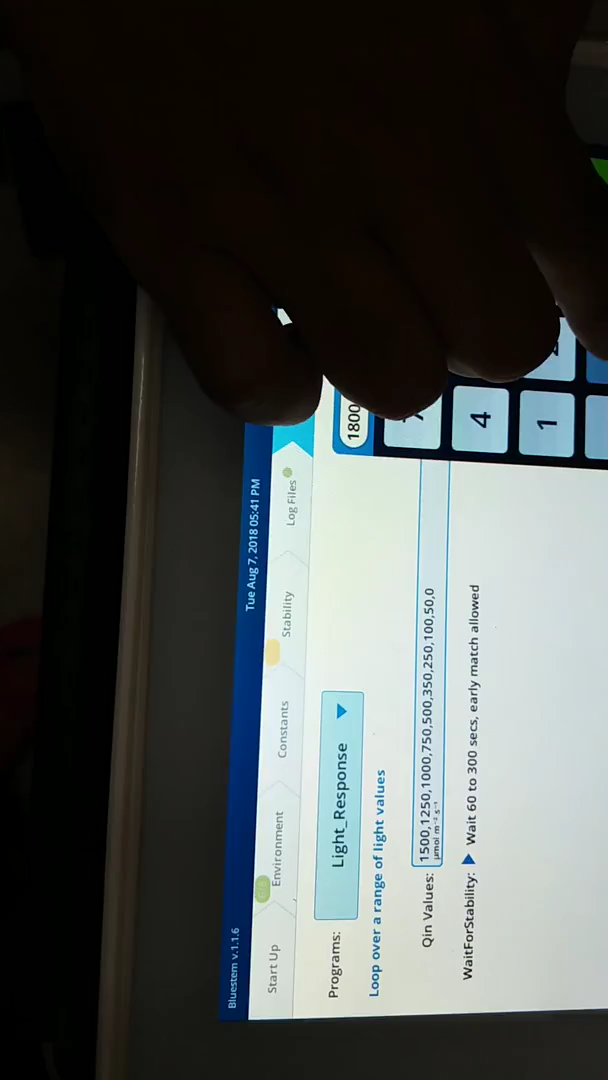 Bluestem v.1.1.6
Tue Aug 7, 2018 05:41 PM
Start Up
Environment
Constants
Stability
Log Files
Programs:
Light_Response
1800
Loop over a range of light values
Qin Values:
1500,1250,1000,750,500,350,250,100,50,0
µmol m⁻² s⁻¹
WaitForStability:
Wait 60 to 300 secs, early match allowed
4
1